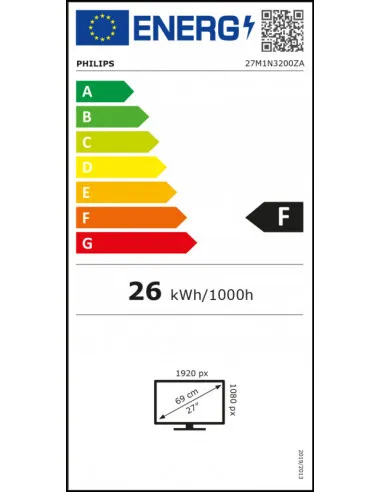 ENERG
PHILIPS
27M1N3200ZA
A
B
C
D
E
F
G
F
26 kWh/1000h
1920 px
69 cm
27"
1080 px
2019/2013